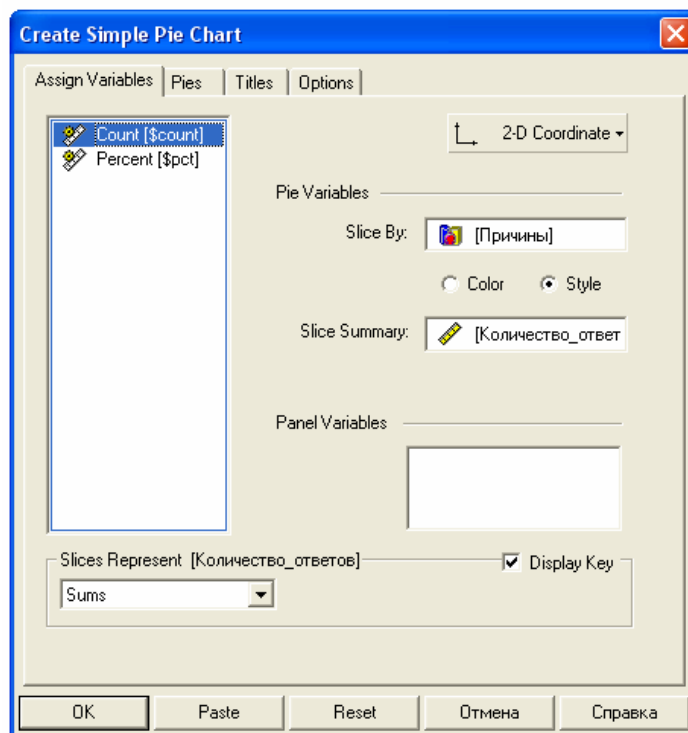 Create Simple Pie Chart
Assign Variables Pies Titles Options
Count [$count]
Percent [$pct]
2-D Coordinate
Pie Variables
Slice By: [Причины]
Color Style
Slice Summary: [Количество_ответ
Panel Variables
Slices Represent [Количество_ответов] Display Key
Sums
OK Paste Reset Отмена Справка